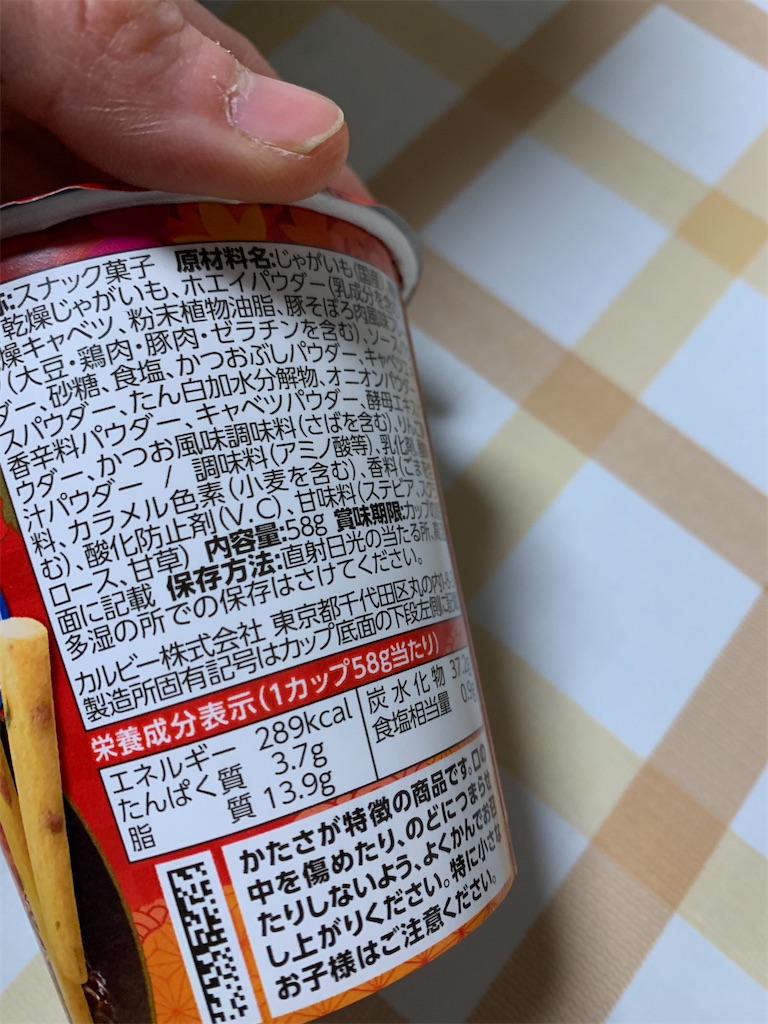 称:スナック菓子 原材料名:じゃがいも(国産)、
乾燥じゃがいも、ホエイパウダー(乳成分を含
燥キャベツ、粉末植物油脂、豚そぼろ肉風味フ
(大豆・鶏肉・豚肉・ゼラチンを含む)、ソース
ダー、砂糖、食塩、かつおぶしパウダー、キャベツエ
スパウダー、たん白加水分解物、オニオンパウダ
香辛料パウダー、キャベツパウダー、酵母エキス
ウダー、かつお風味調味料(さばを含む)、りん
汁パウダー / 調味料(アミノ酸等)、乳化剤、
料、カラメル色素(小麦を含む)、香料(ごまを
む)、酸化防止剤(V.C)、甘味料(ステビア、スク
ロース、甘草) 内容量:58g 賞味期限:カップの
面に記載 保存方法:直射日光の当たる所、高
多湿の所での保存はさけてください。
カルビー株式会社 東京都千代田区丸の内
製造所固有記号はカップ底面の下段左側に記
栄養成分表示(1カップ58g当たり)
エネルギー 289kcal
たんぱく質 3.7g
脂 質 13.9g
炭水化物 37.2g
食塩相当量 0.9g
かたさが特徴の商品です。口の
中を傷めたり、のどにつまらせ
たりしないよう、よくかんでお召
し上がりください。特に小さな
お子様はご注意ください。